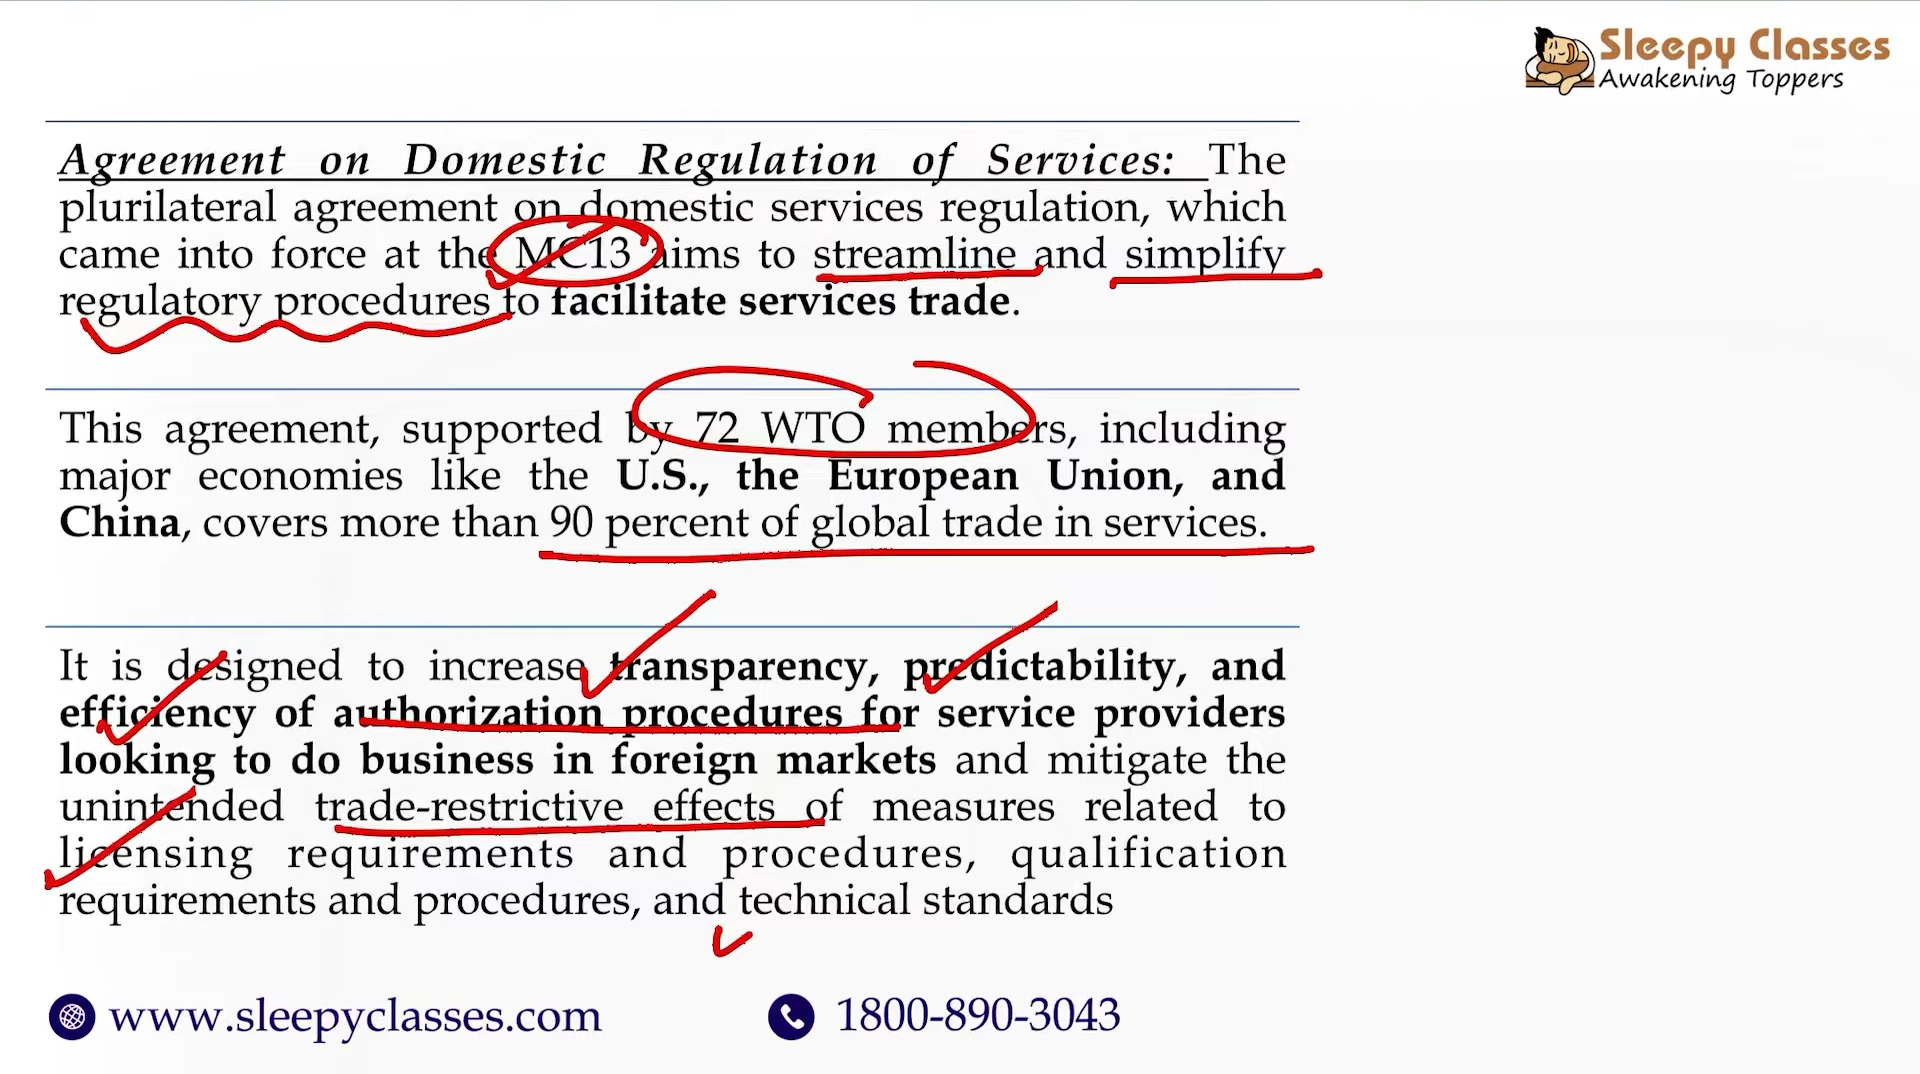 Sleepy Classes
Awakening Toppers
Agreement on Domestic Regulation of Services: The
plurilateral agreement on domestic services regulation, which
came into force at the MC13 aims to streamline and simplify
regulatory procedures to facilitate services trade.
This agreement, supported by 72 WTO members, including
major economies like the U.S., the European Union, and
China, covers more than 90 percent of global trade in services.
It is designed to increase transparency, predictability, and
efficiency of authorization procedures for service providers
looking to do business in foreign markets and mitigate the
unintended trade-restrictive effects of measures related to
licensing requirements and procedures, qualification
requirements and procedures, and technical standards
www.sleepyclasses.com
1800-890-3043